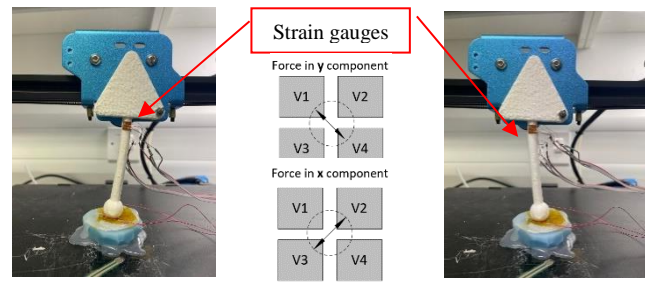 Strain gauges
Force in y component
V1 V2
V3 V4
Force in x component
V1 V2
V3 V4